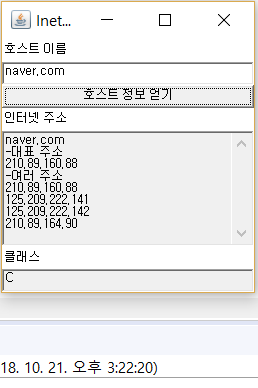 Inet...
호스트 이름
naver.com
호스트 정보 얻기
인터넷 주소
naver.com
-대표 주소
210.89.160.88
-여러 주소
210.89.160.88
125.209.222.141
125.209.222.142
210.89.164.90
클래스
C
18. 10. 21. 오후 3:22:20)